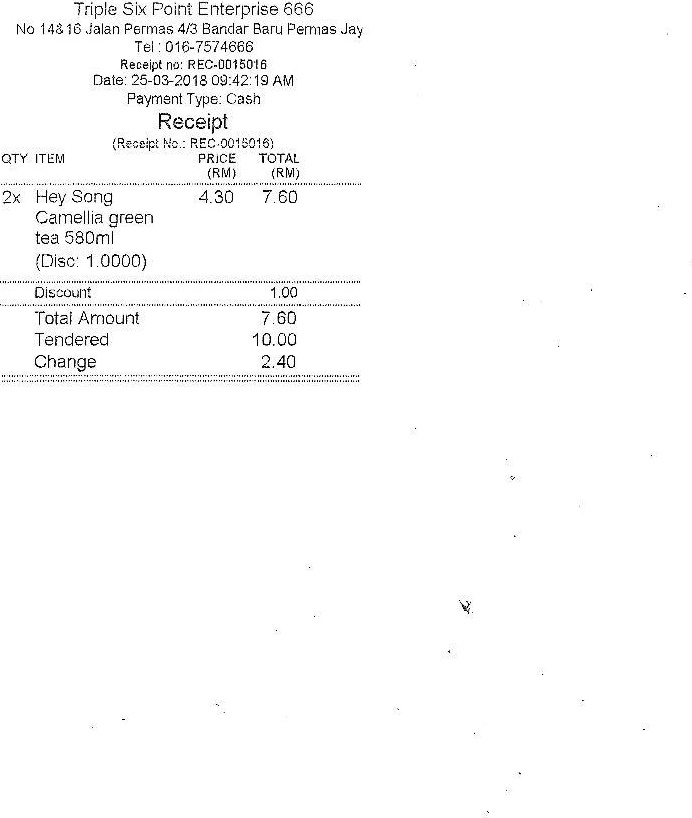 Triple Six Point Enterprise 666
No 14&16 Jalan Permas 4/3 Bandar Baru Permas Jay
Tel : 016-7574666
Receipt no: REC-0015016
Date: 25-03-2018 09:42:19 AM
Payment Type: Cash
Receipt
(Receipt No.: REC-0015016)
QTY ITEM PRICE TOTAL
(RM) (RM)
2x Hey Song 4.30 7.60
Camellia green
tea 580ml
(Disc: 1.0000)
Discount 1.00
Total Amount 7.60
Tendered 10.00
Change 2.40